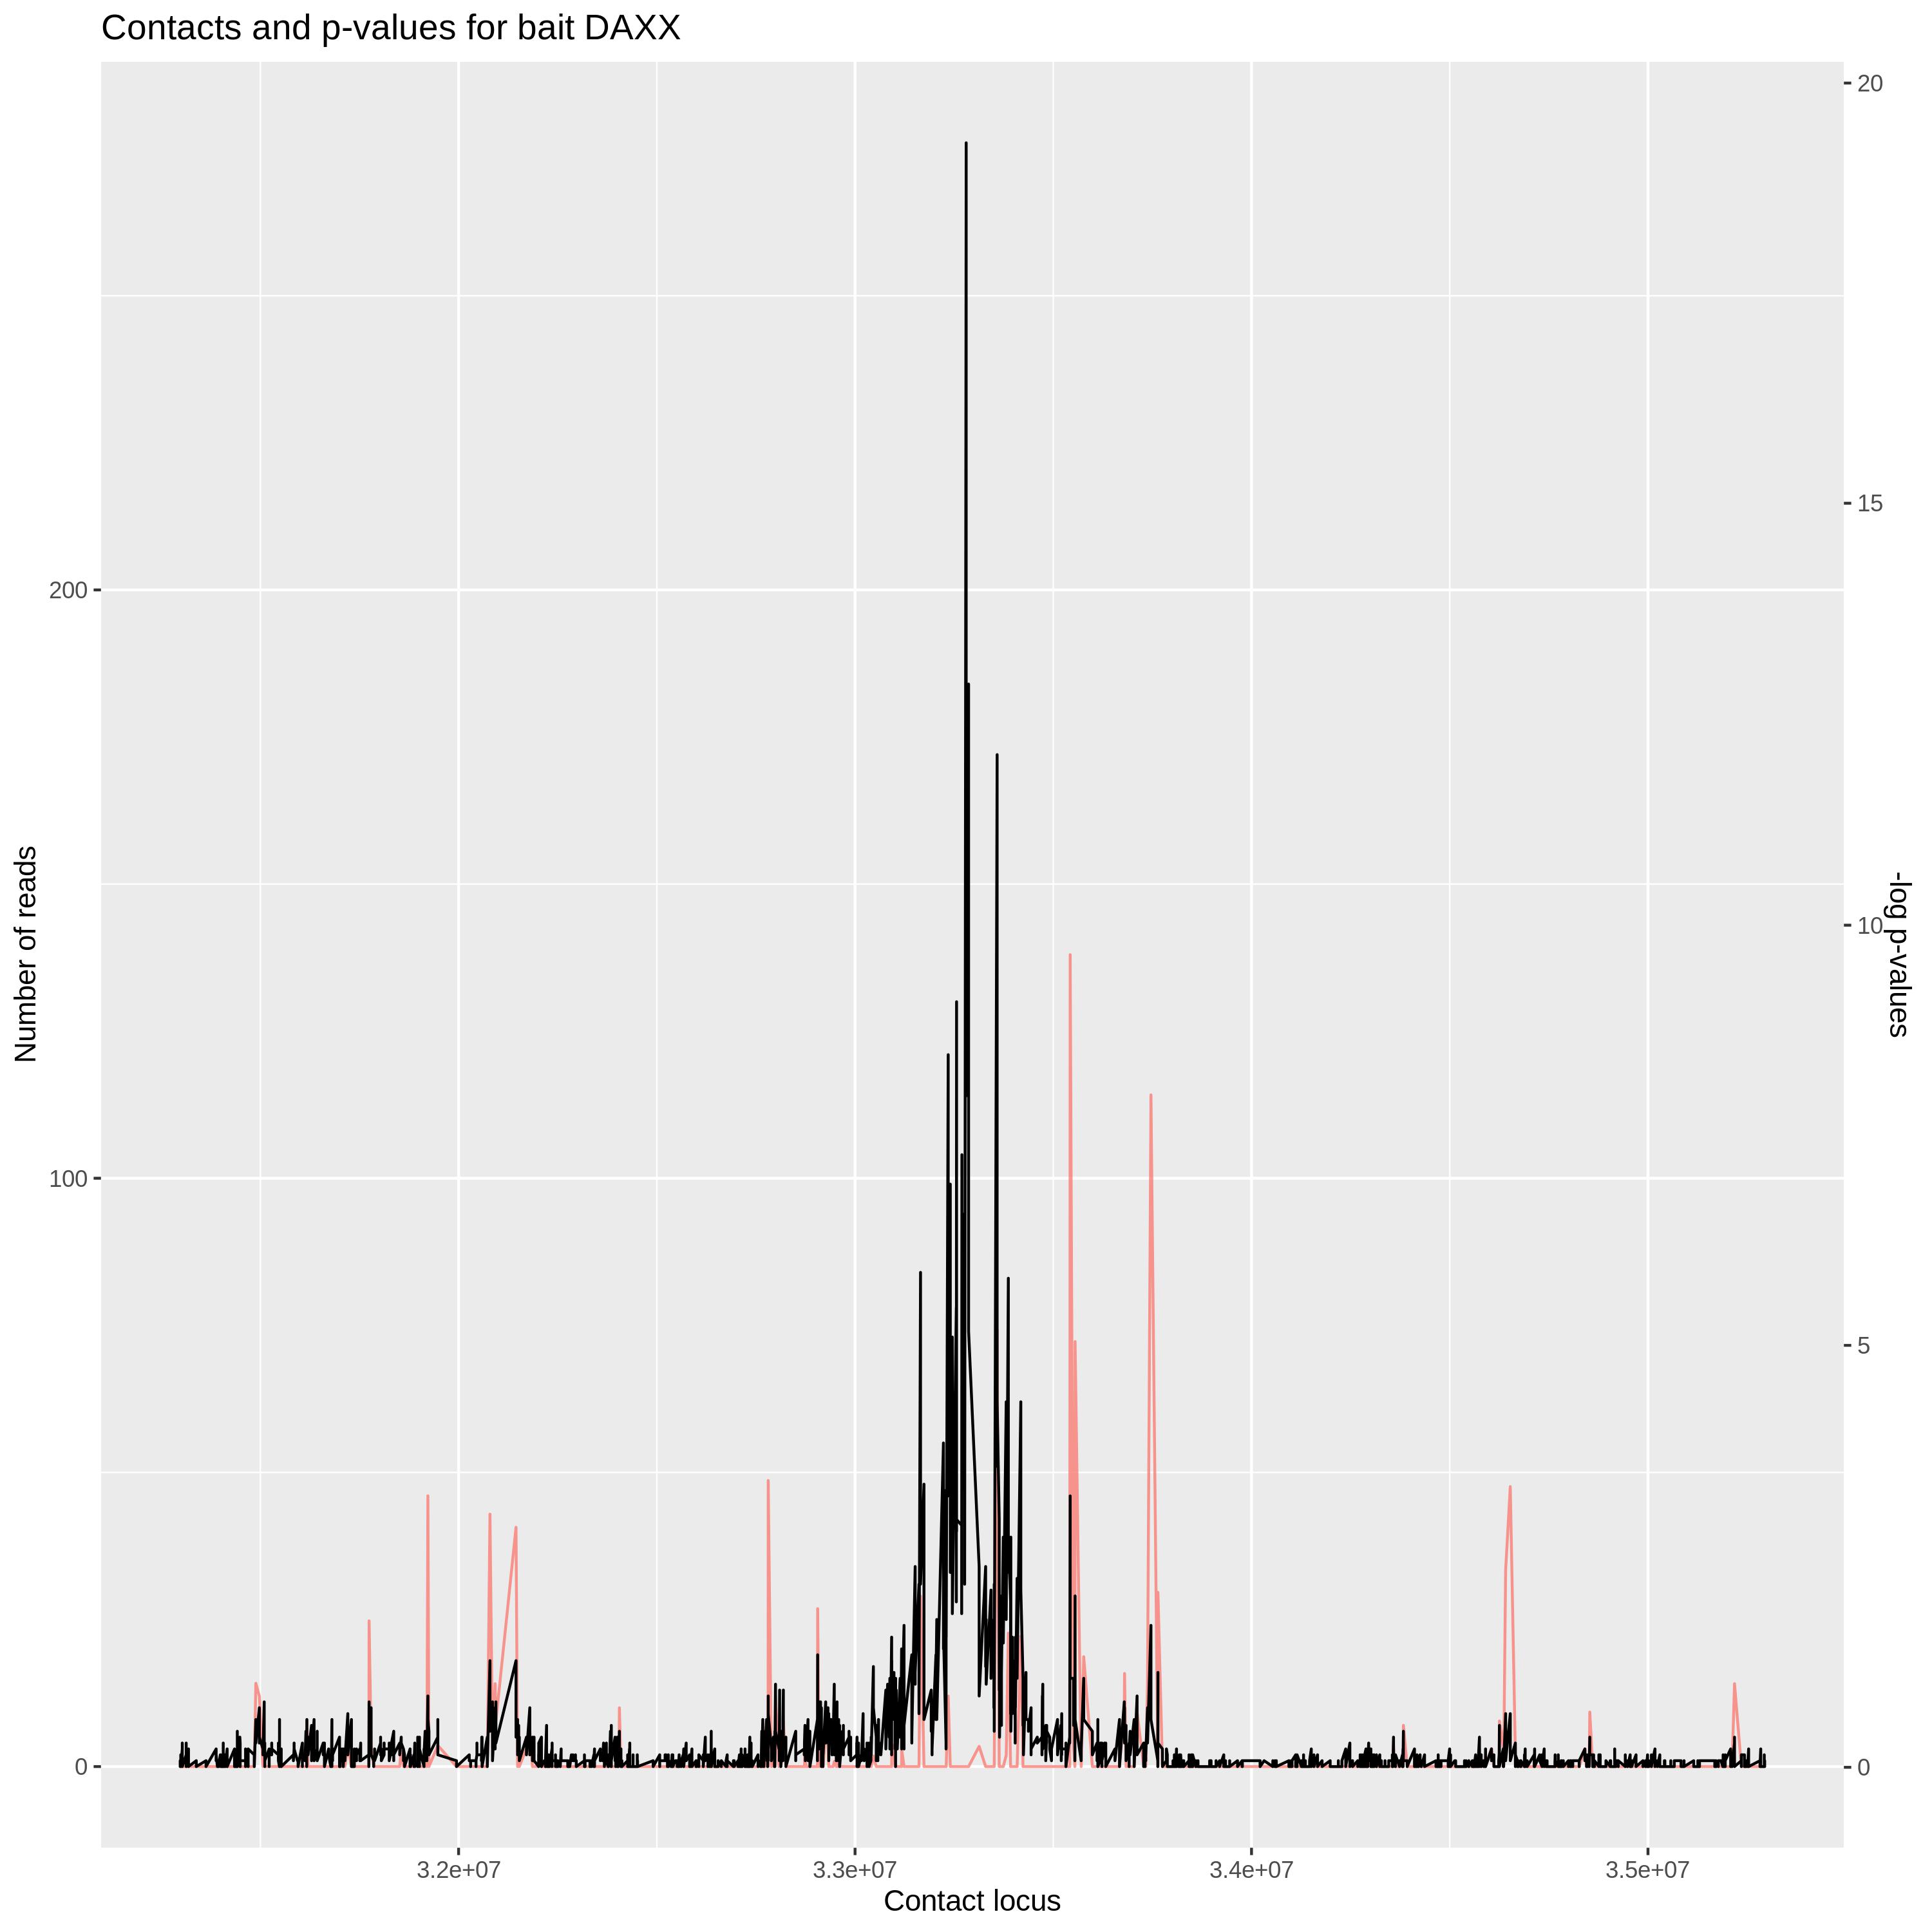 Contacts and p-values for bait DAXX
20
15
200
10
Number of reads
-log p-values
100
5
0
0
3.2e+07
3.3e+07
3.4e+07
3.5e+07
Contact locus